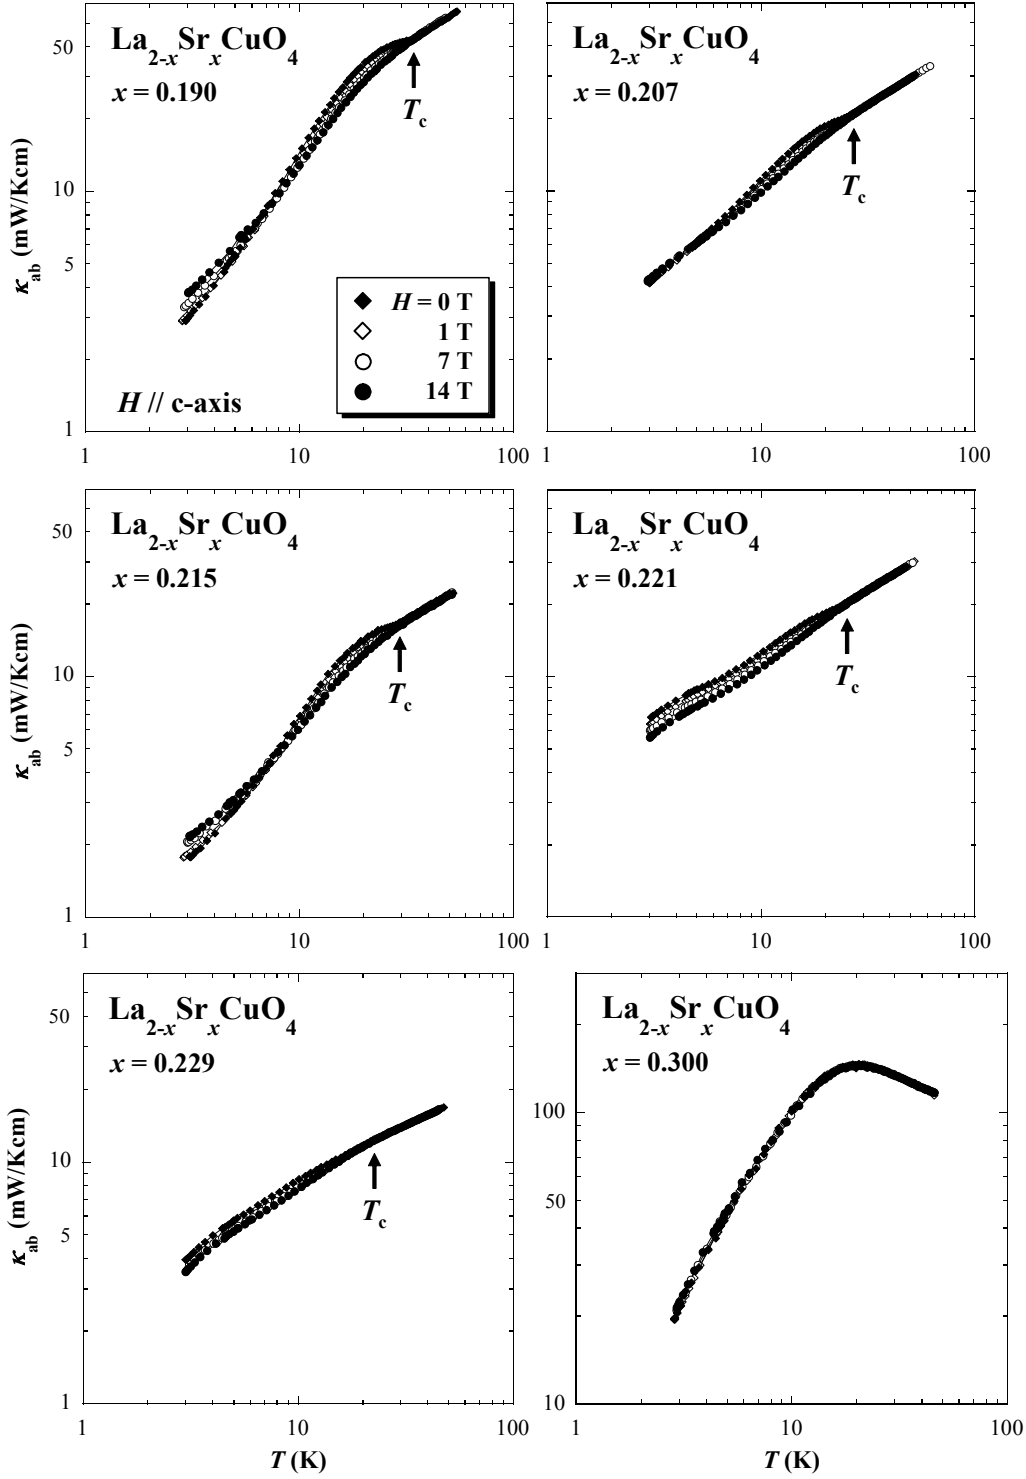 La2-xSrxCuO4
x = 0.190
Tc
H = 0 T
1 T
7 T
14 T
H // c-axis
κab (mW/Kcm)
50
10
5
1
1 10 100
La2-xSrxCuO4
x = 0.207
Tc
1 10 100
La2-xSrxCuO4
x = 0.215
Tc
κab (mW/Kcm)
50
10
5
1
1 10 100
La2-xSrxCuO4
x = 0.221
Tc
1 10 100
La2-xSrxCuO4
x = 0.229
Tc
κab (mW/Kcm)
50
10
5
1
1 10 100
T (K)
La2-xSrxCuO4
x = 0.300
100
50
10
1 10 100
T (K)